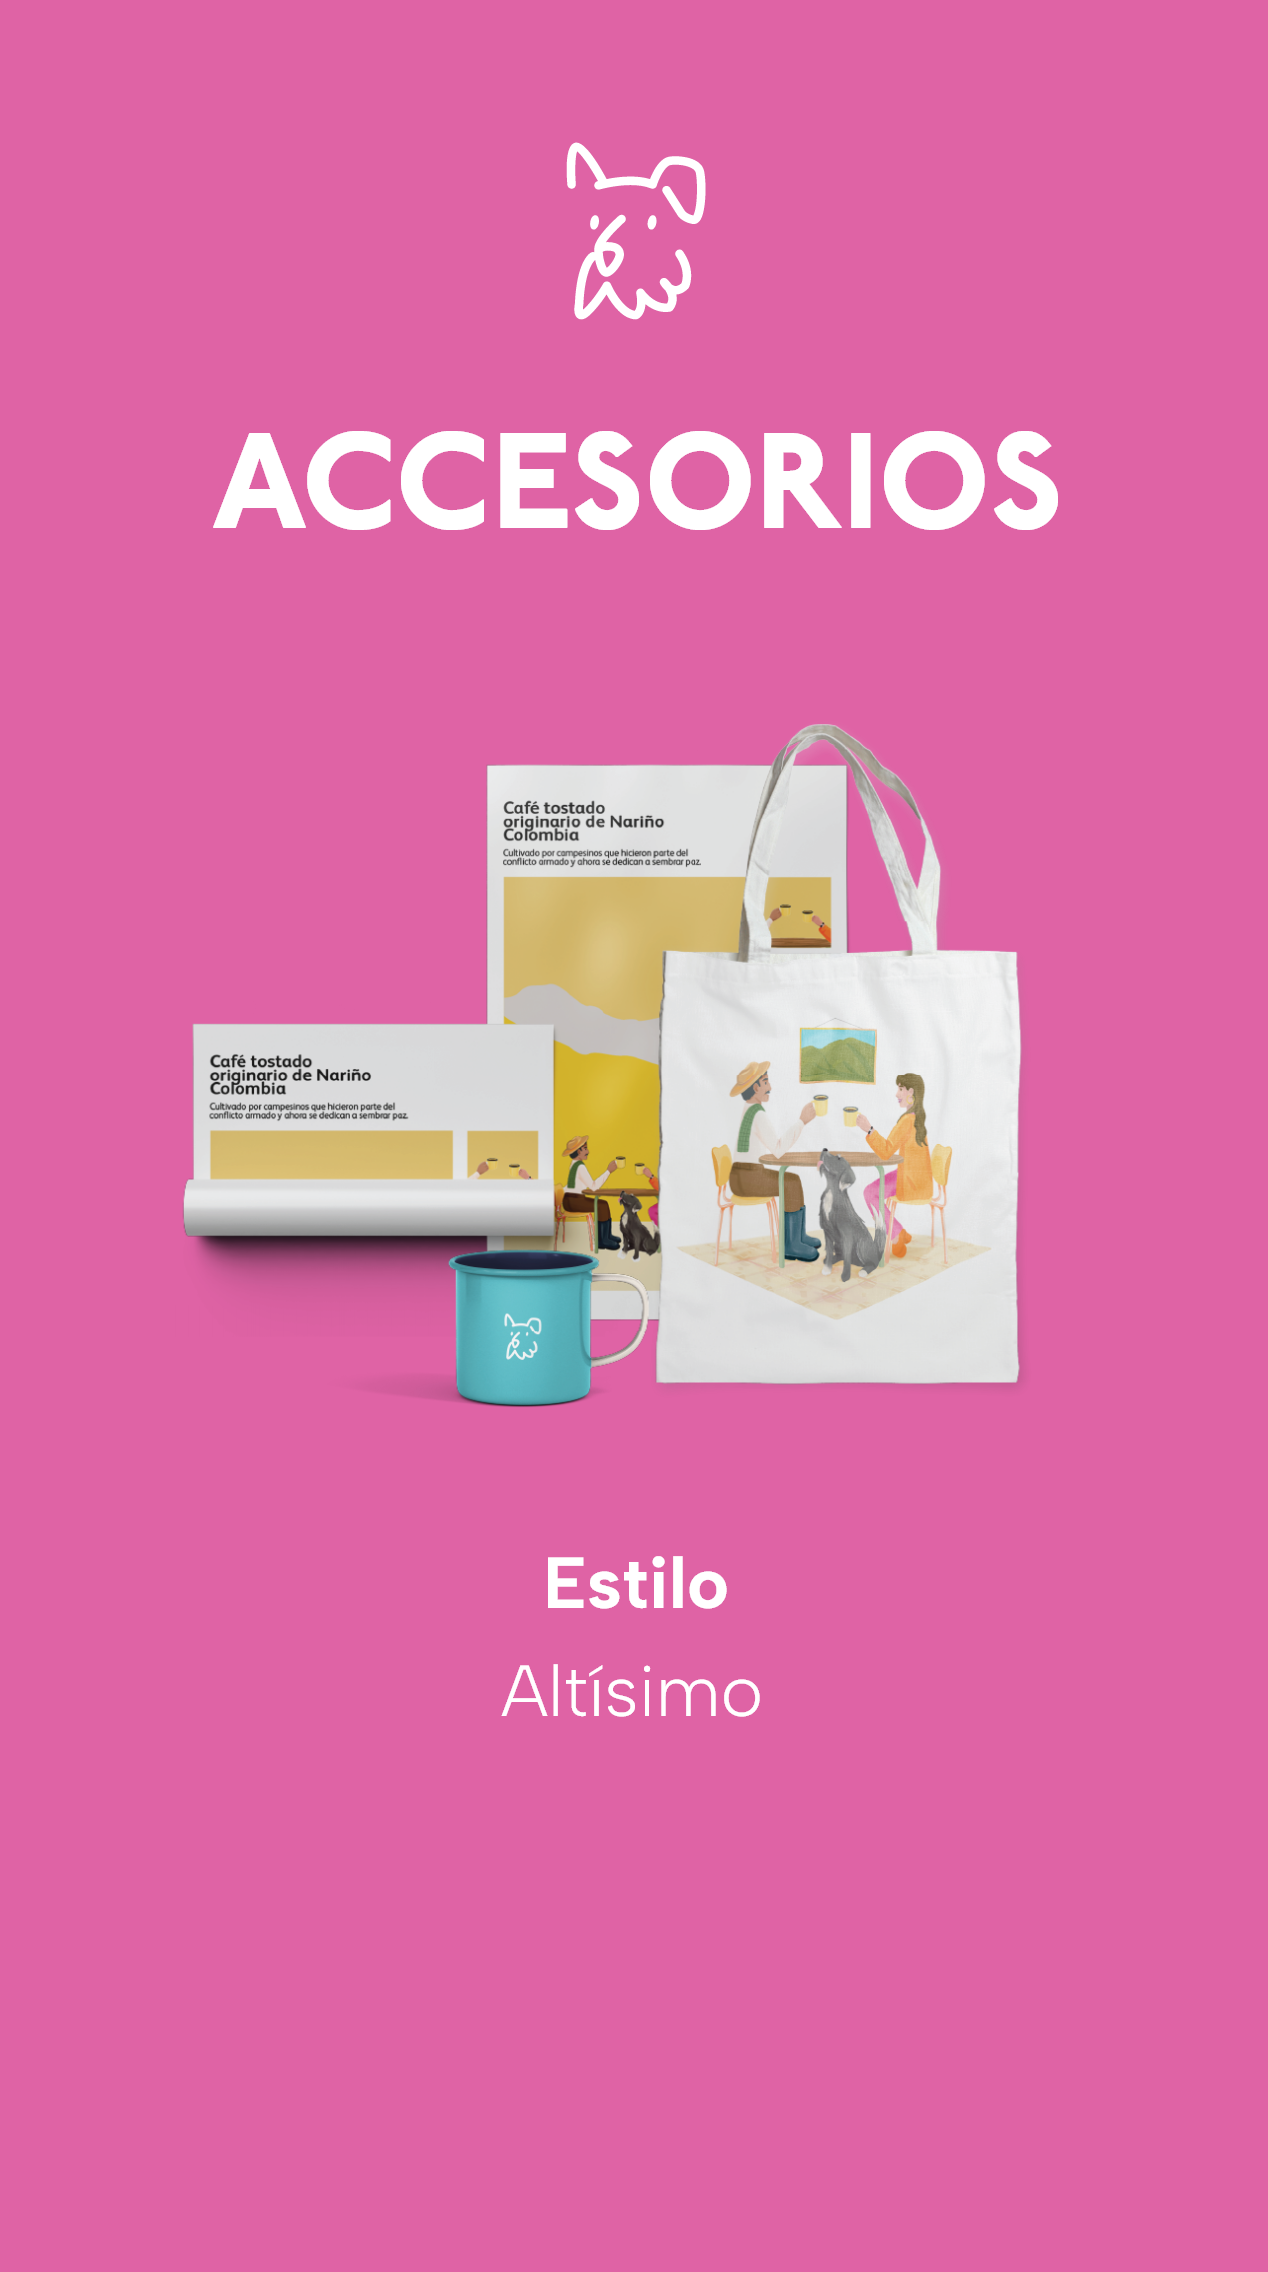 ACCESORIOS
Café tostado
originario de Nariño
Colombia
Cultivado por campesinos que hicieron parte del
conflicto armado y ahora se dedican a sembrar paz.
Café tostado
originario de Nariño
Colombia
Cultivado por campesinos que hicieron parte del
conflicto armado y ahora se dedican a sembrar paz.
Estilo
Altísimo